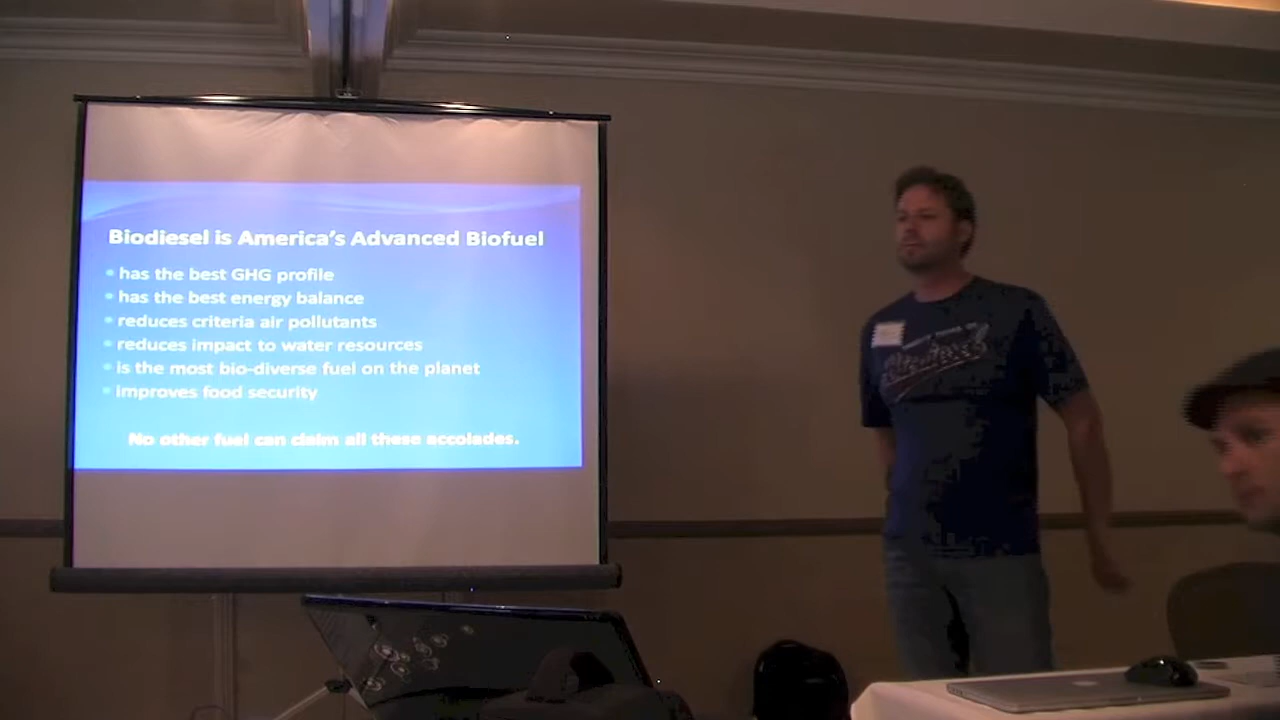 Biodiesel is America's Advanced Biofuel
• has the best GHG profile
• has the best energy balance
• reduces criteria air pollutants
• reduces impact to water resources
• is the most bio-diverse fuel on the planet
• improves food security
No other fuel can claim all these accolades.